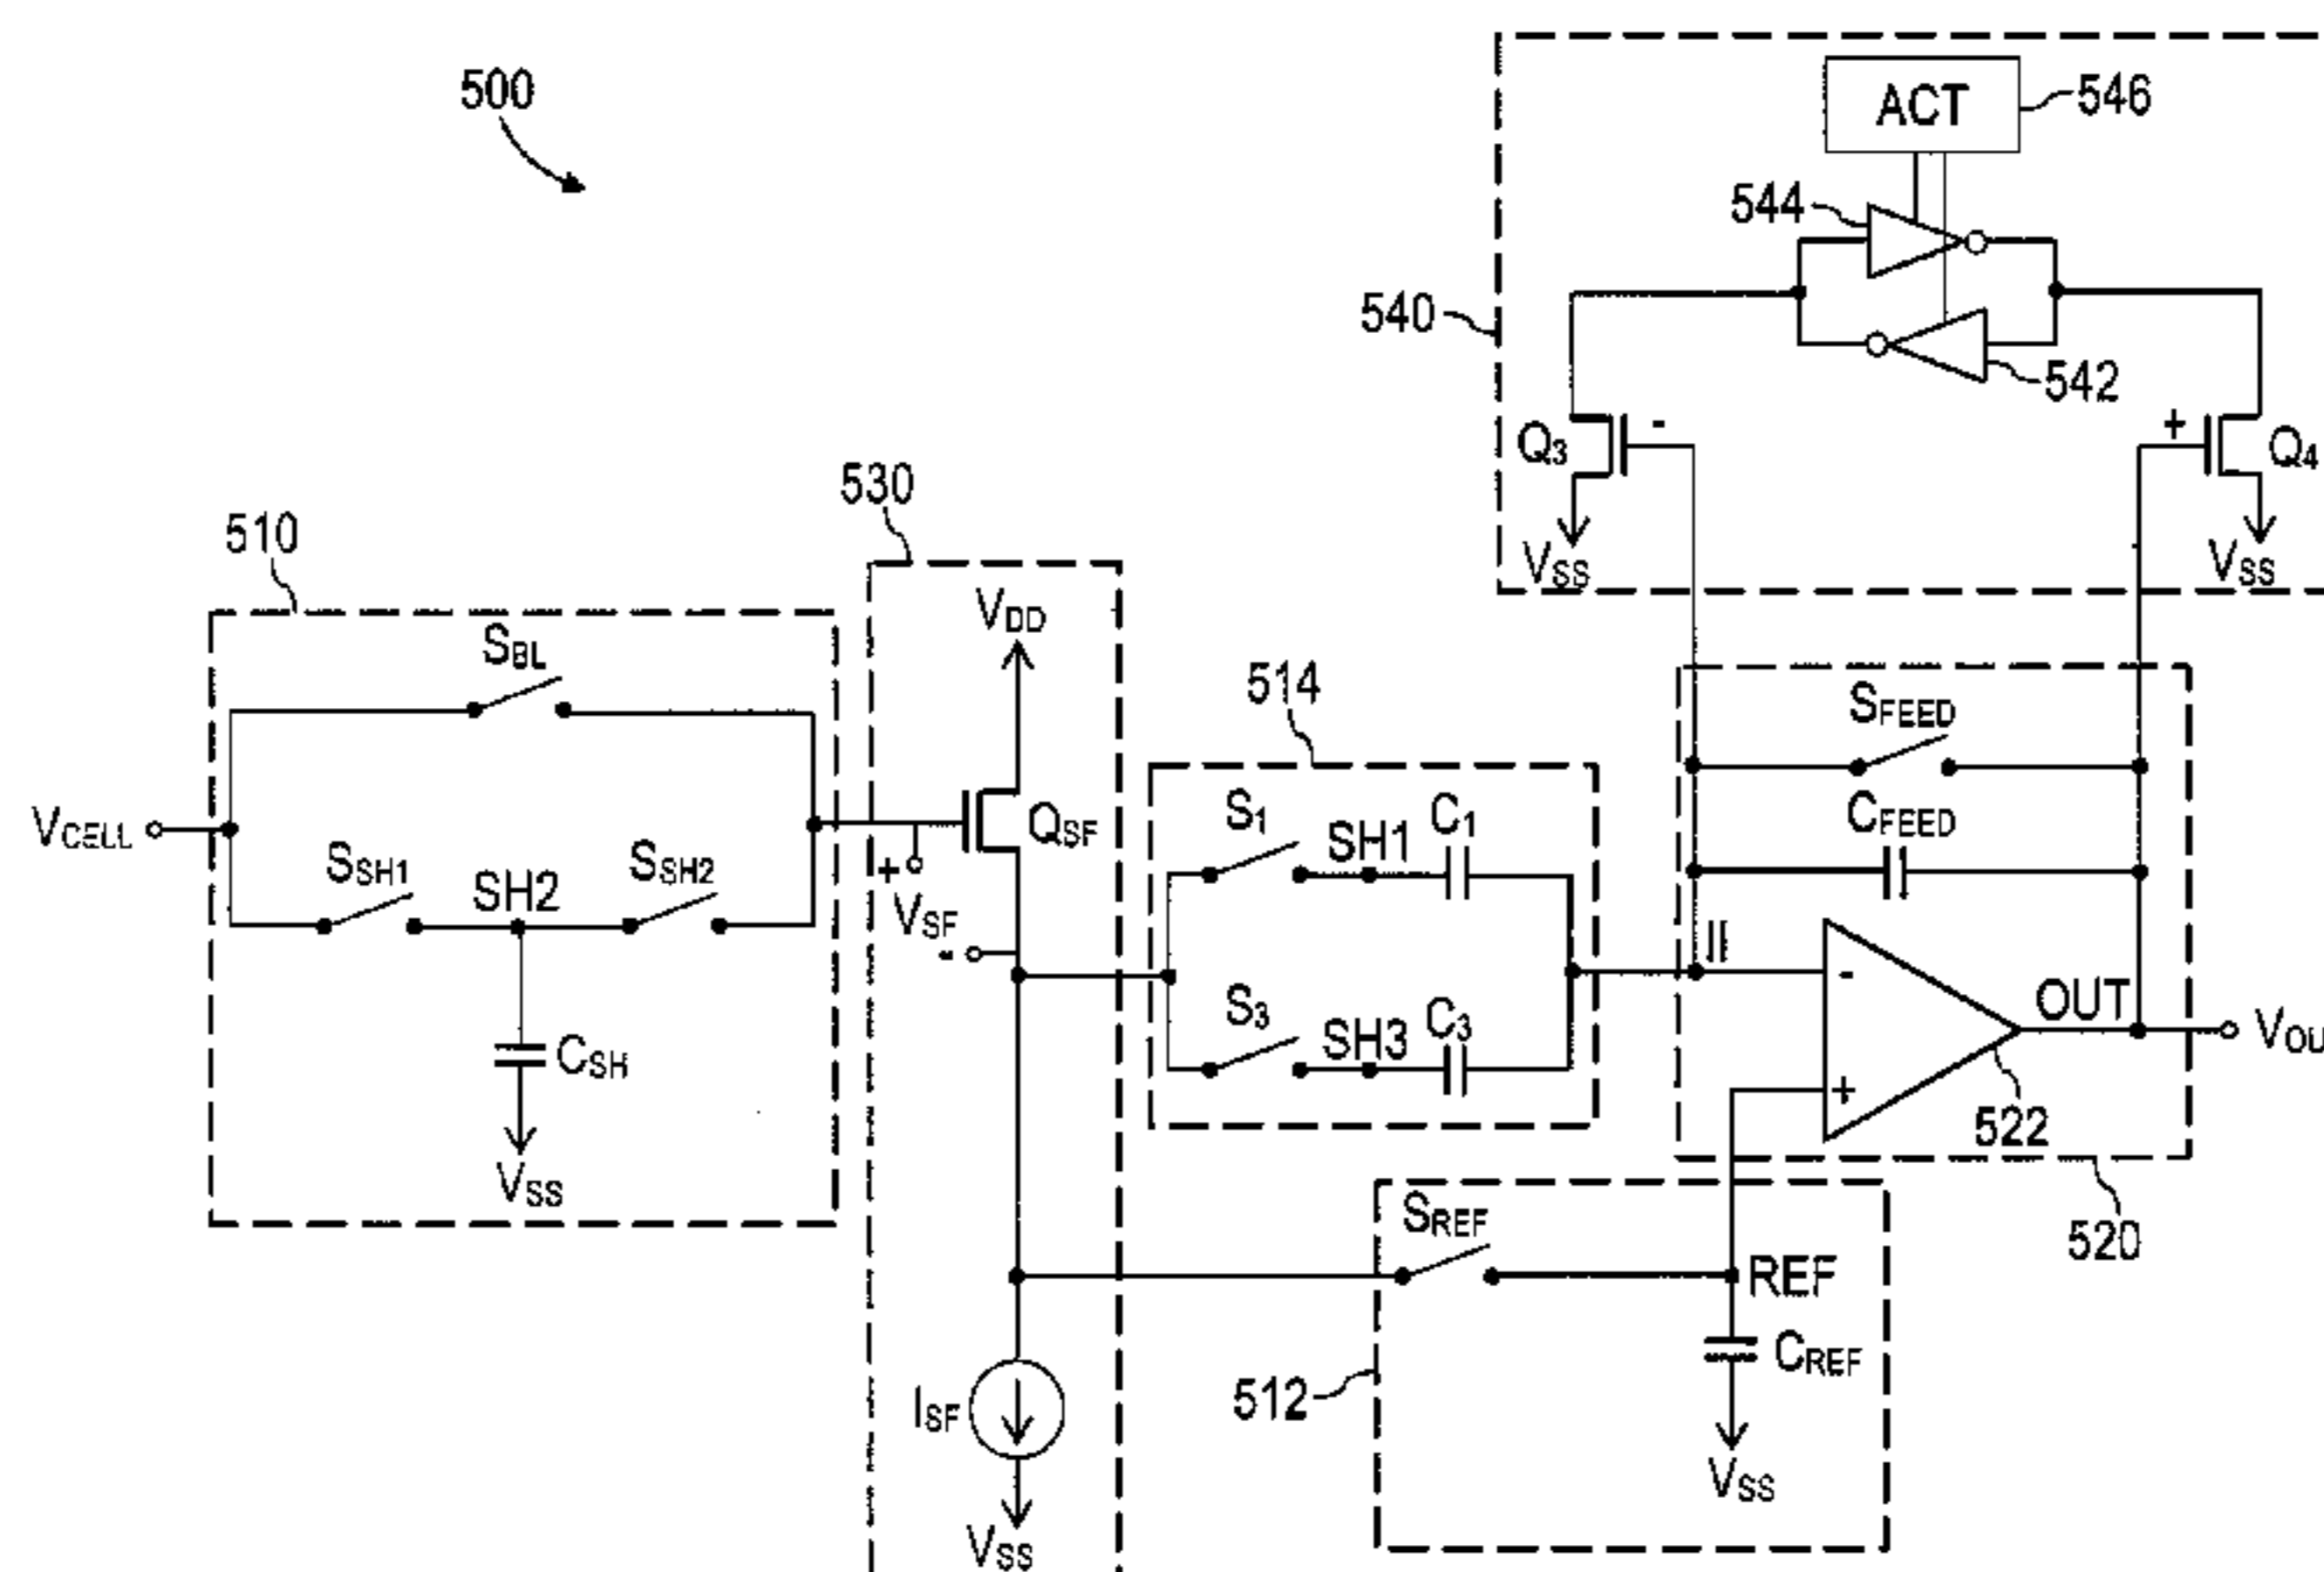 500
ACT
546
544
540
542
Q3
-
+
Q4
VSS
VSS
530
510
VDD
SBL
514
SFEED
S1
SH1
C1
CFEED
VCELL
SSH1
SH2
SSH2
QSF
+
VSF
-
II
-
OUT
VOU
S3
SH3
C3
CSH
+
522
VSS
SREF
520
REF
CREF
512
ISF
VSS
VSS